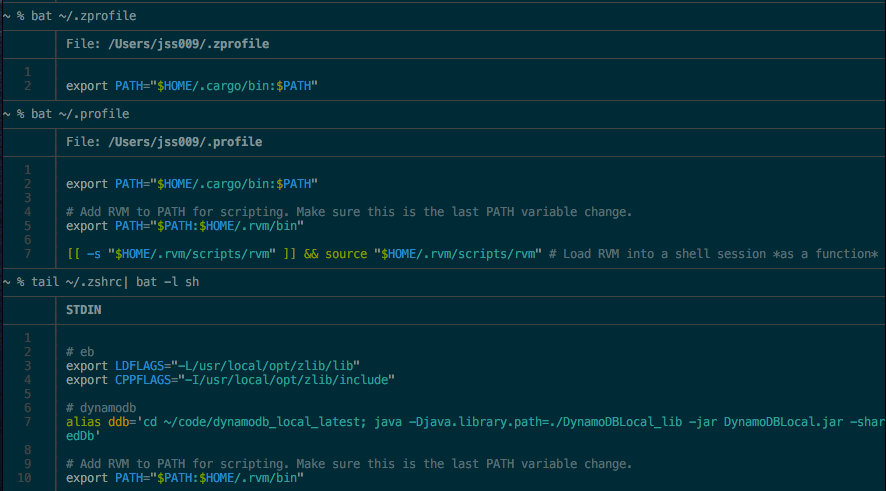 ~ % bat ~/.zprofile
File: /Users/jss009/.zprofile
1
2 export PATH="$HOME/.cargo/bin:$PATH"
~ % bat ~/.profile
File: /Users/jss009/.profile
1
2 export PATH="$HOME/.cargo/bin:$PATH"
3
4 # Add RVM to PATH for scripting. Make sure this is the last PATH variable change.
5 export PATH="$PATH:$HOME/.rvm/bin"
6
7 [[ -s "$HOME/.rvm/scripts/rvm" ]] && source "$HOME/.rvm/scripts/rvm" # Load RVM into a shell session *as a function*
~ % tail ~/.zshrc| bat -l sh
STDIN
1
2 # eb
3 export LDFLAGS="-L/usr/local/opt/zlib/lib"
4 export CPPFLAGS="-I/usr/local/opt/zlib/include"
5
6 # dynamodb
7 alias ddb='cd ~/code/dynamodb_local_latest; java -Djava.library.path=./DynamoDBLocal_lib -jar DynamoDBLocal.jar -shar
edDb'
8
9 # Add RVM to PATH for scripting. Make sure this is the last PATH variable change.
10 export PATH="$PATH:$HOME/.rvm/bin"